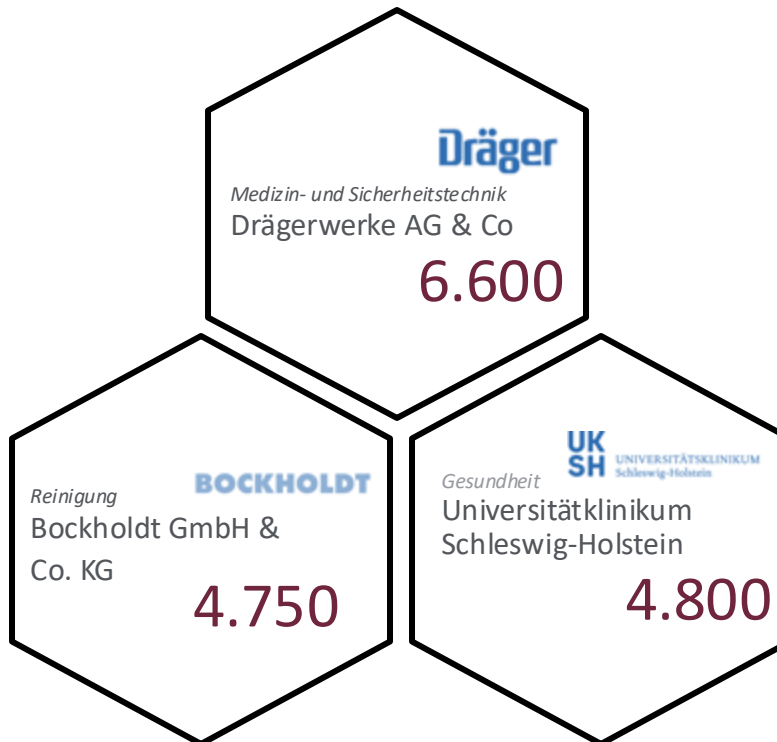 Dräger
Medizin- und Sicherheitstechnik
Drägerwerke AG & Co
6.600
BOCKHOLDT
Reinigung
Bockholdt GmbH &
Co. KG
4.750
UK
SH
UNIVERSITÄTSKLINIKUM
Schleswig-Holstein
Gesundheit
Universitätklinikum
Schleswig-Holstein
4.800